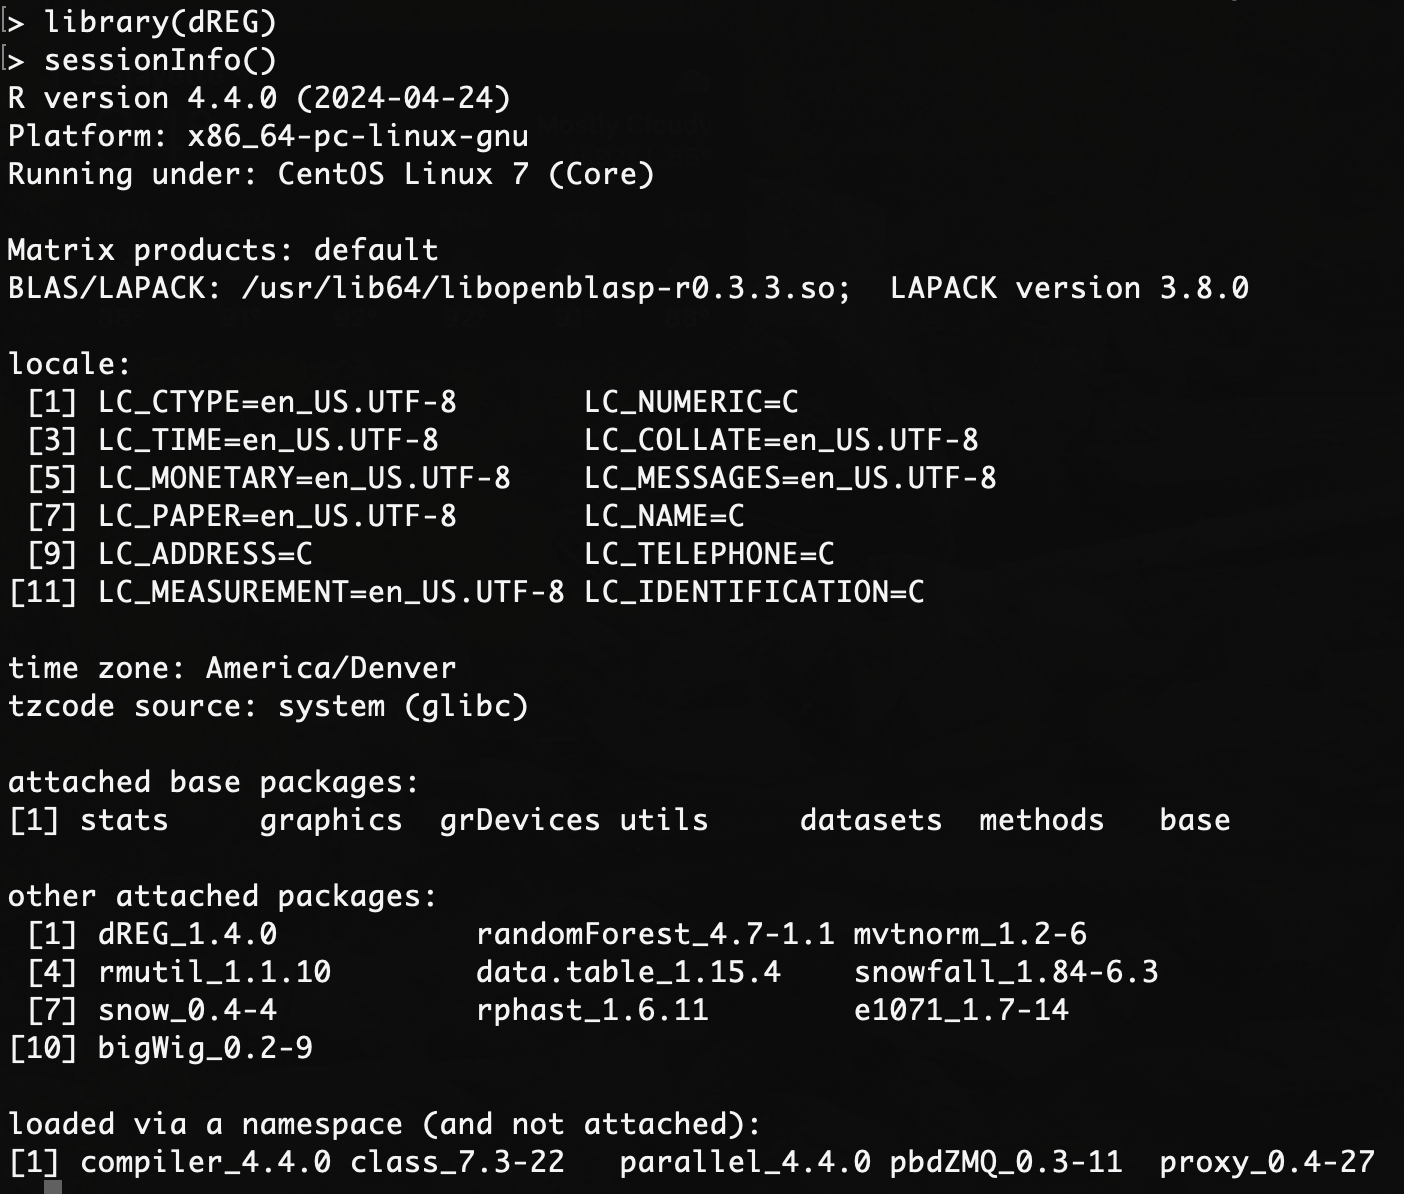 > library(dREG)
> sessionInfo()
R version 4.4.0 (2024-04-24)
Platform: x86_64-pc-linux-gnu
Running under: CentOS Linux 7 (Core)

Matrix products: default
BLAS/LAPACK: /usr/lib64/libopenblasp-r0.3.3.so;  LAPACK version 3.8.0

locale:
 [1] LC_CTYPE=en_US.UTF-8       LC_NUMERIC=C
 [3] LC_TIME=en_US.UTF-8        LC_COLLATE=en_US.UTF-8
 [5] LC_MONETARY=en_US.UTF-8    LC_MESSAGES=en_US.UTF-8
 [7] LC_PAPER=en_US.UTF-8       LC_NAME=C
 [9] LC_ADDRESS=C               LC_TELEPHONE=C
[11] LC_MEASUREMENT=en_US.UTF-8 LC_IDENTIFICATION=C

time zone: America/Denver
tzcode source: system (glibc)

attached base packages:
[1] stats     graphics  grDevices utils     datasets  methods   base

other attached packages:
 [1] dREG_1.4.0           randomForest_4.7-1.1 mvtnorm_1.2-6
 [4] rmutil_1.1.10        data.table_1.15.4    snowfall_1.84-6.3
 [7] snow_0.4-4           rphast_1.6.11        e1071_1.7-14
[10] bigWig_0.2-9

loaded via a namespace (and not attached):
[1] compiler_4.4.0 class_7.3-22   parallel_4.4.0 pbdZMQ_0.3-11  proxy_0.4-27